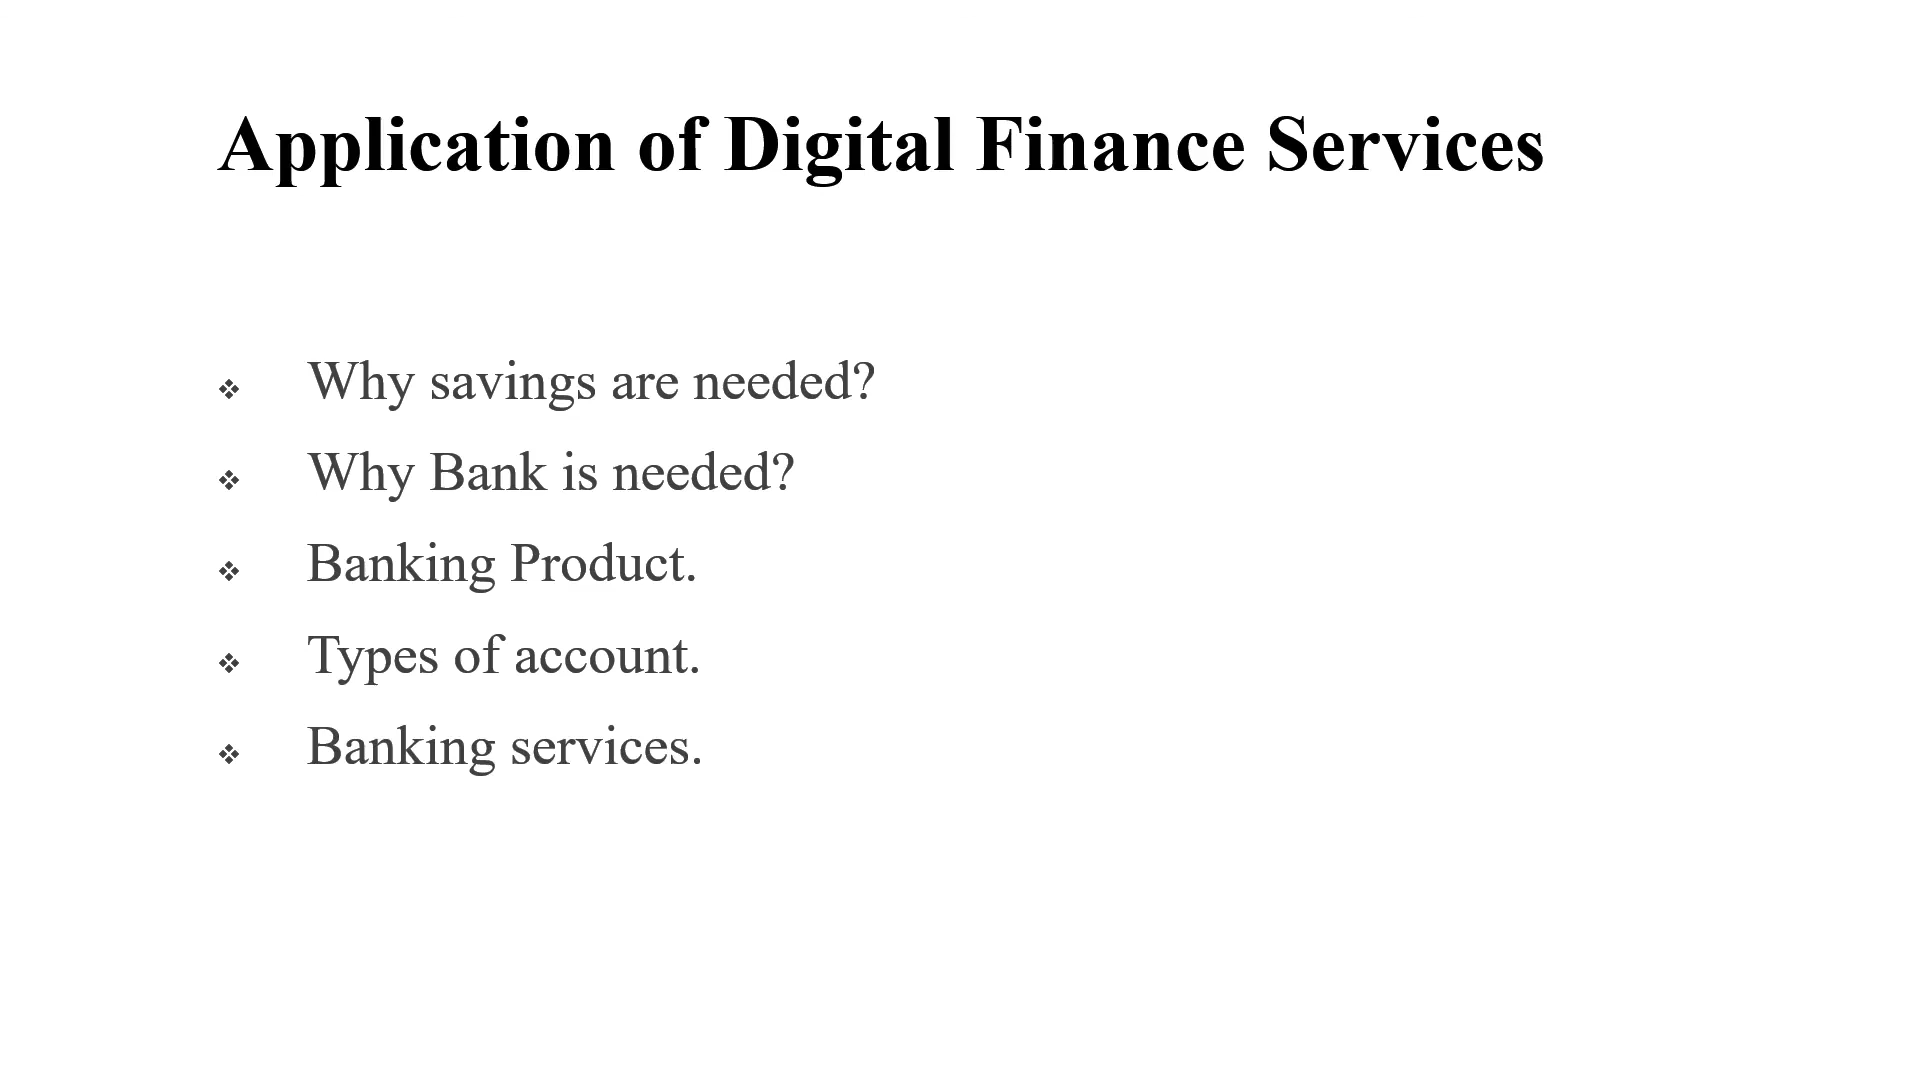 Application of Digital Finance Services
❖ Why savings are needed?
❖ Why Bank is needed?
❖ Banking Product.
❖ Types of account.
❖ Banking services.